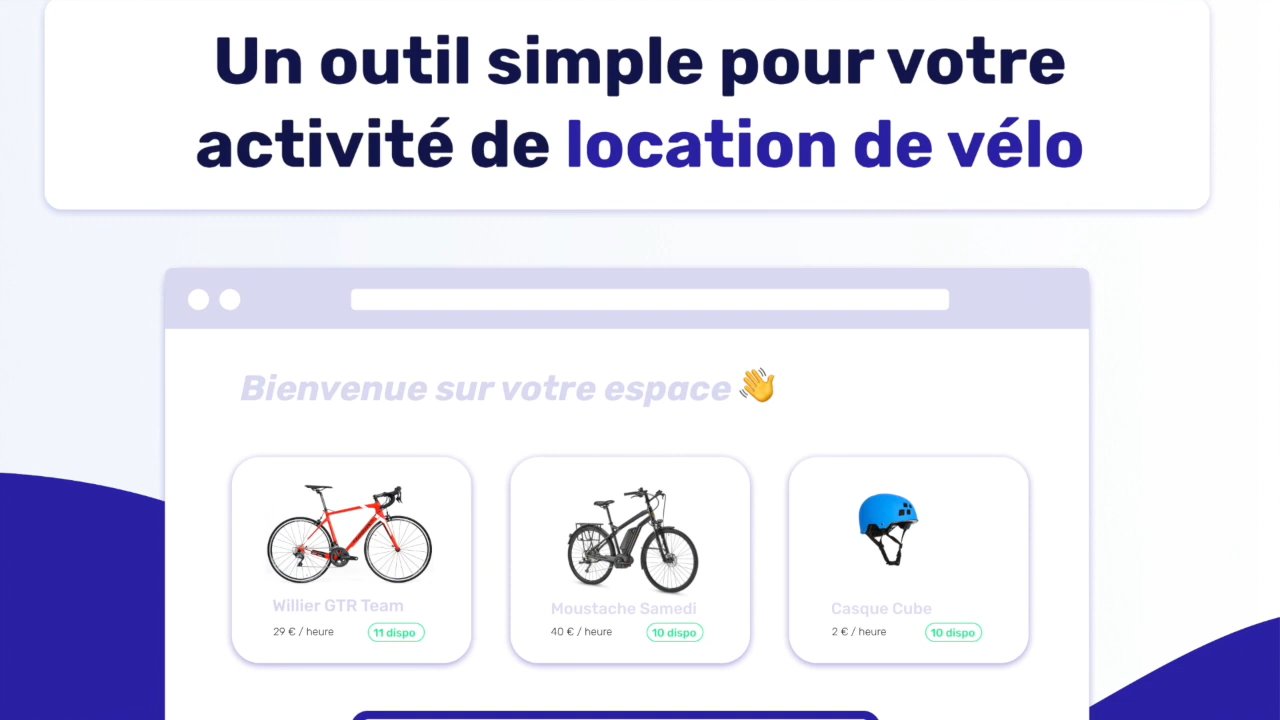 Un outil simple pour votre
activité de location de vélo
Bienvenue sur votre espace 👋
Willier GTR Team
29 € / heure
11 dispo
Moustache Samedi
40 € / heure
10 dispo
Casque Cube
2 € / heure
10 dispo